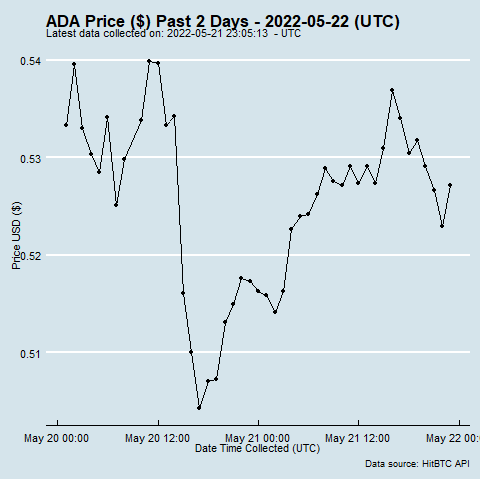 ADA Price ($) Past 2 Days - 2022-05-22 (UTC)
Latest data collected on: 2022-05-21 23:05:13 - UTC
0.54
0.53
0.52
0.51
Price USD ($)
May 20 00:00
May 20 12:00
May 21 00:00
May 21 12:00
May 22 00:
Date Time Collected (UTC)
Data source: HitBTC API